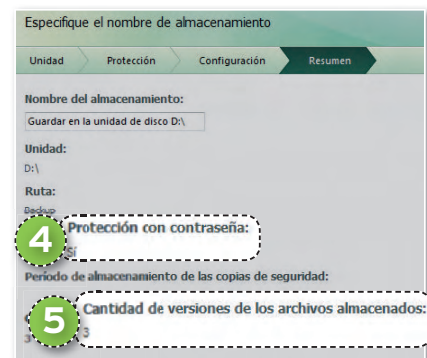 Especifique el nombre de almacenamiento
Unidad Protección Configuración Resumen
Nombre del almacenamiento:
Guardar en la unidad de disco D:\
Unidad:
D:\
Ruta:
Backup
4 Protección con contraseña:
Sí
Período de almacenamiento de las copias de seguridad:
5 Cantidad de versiones de los archivos almacenados:
3